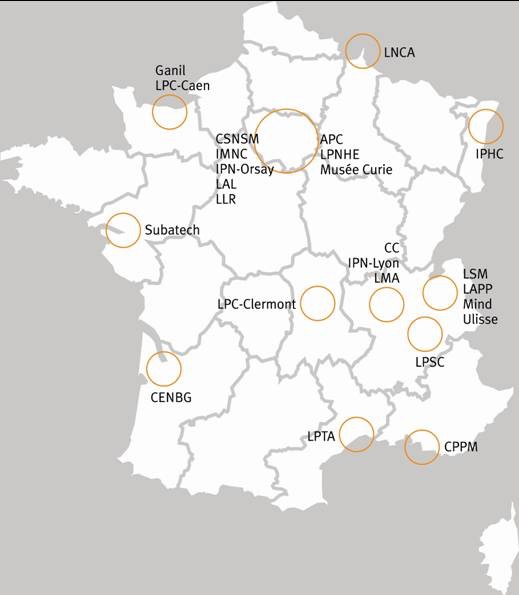 LNCA
Ganil
LPC-Caen
CSNSM
IMNC
IPN-Orsay
LAL
LLR
APC
LPNHE
Musée Curie
IPHC
Subatech
CC
IPN-Lyon
LMA
LSM
LAPP
Mind
Ulisse
LPC-Clermont
LPSC
CENBG
LPTA
CPPM